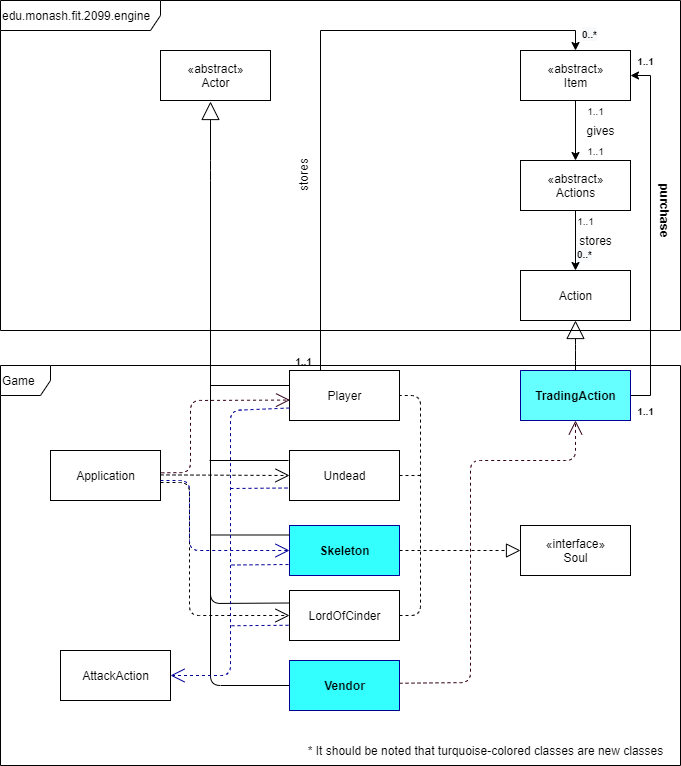 edu.monash.fit.2099.engine
0..*
«abstract»
Actor
«abstract»
Item
1..1
1..1
gives
1..1
stores
«abstract»
Actions
purchase
1..1
stores
0..*
Action
1..1
Game
Player
TradingAction
1..1
Application
Undead
Skeleton
«interface»
Soul
LordOfCinder
AttackAction
Vendor
* It should be noted that turquoise-colored classes are new classes